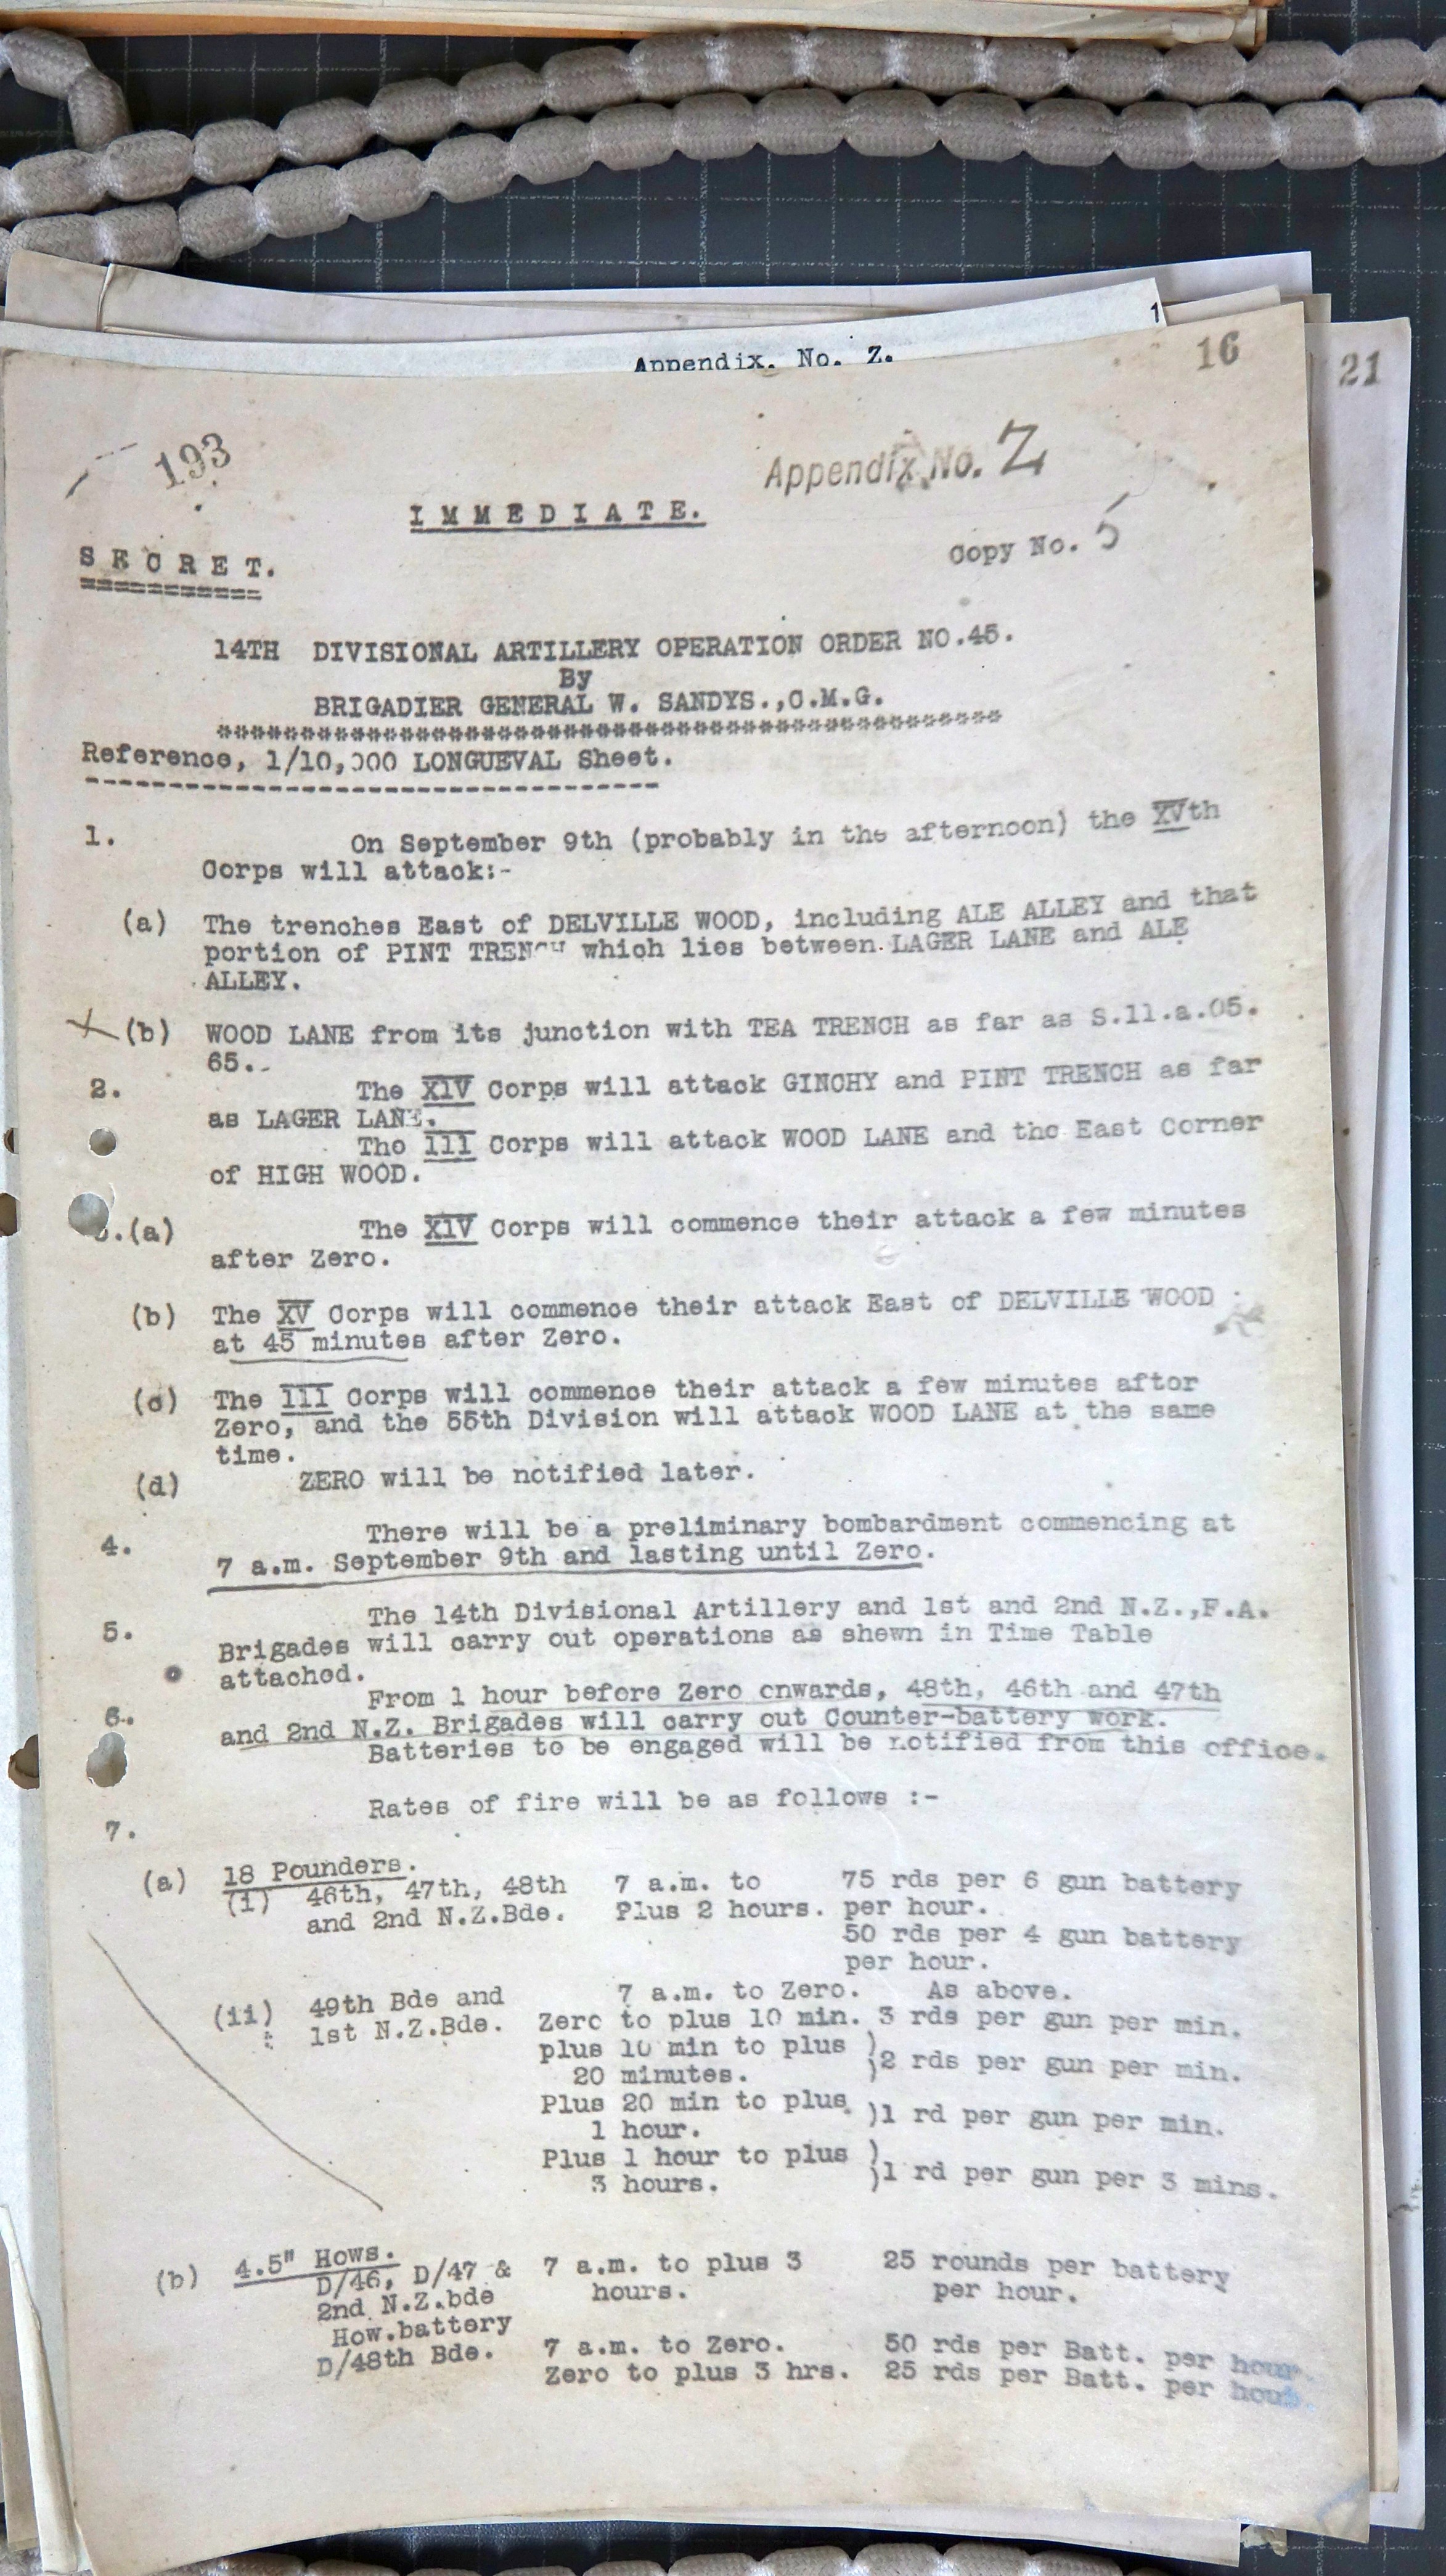 1
Appendix. No. Z.
16
21
193
Appendix No. Z
IMMEDIATE.
Copy No. 5
SECRET.
===========
14TH DIVISIONAL ARTILLERY OPERATION ORDER NO.45.
By
BRIGADIER GENERAL W. SANDYS.,C.M.G.
************************************************
Reference, 1/10,000 LONGUEVAL Sheet.
-----------------------------------
1. On September 9th (probably in the afternoon) the XVth
Corps will attack:-
(a) The trenches East of DELVILLE WOOD, including ALE ALLEY and that
portion of PINT TRENCH which lies between LAGER LANE and ALE
ALLEY.
X (b) WOOD LANE from its junction with TEA TRENCH as far as S.11.a.05.
65.
2. The XIV Corps will attack GINCHY and PINT TRENCH as far
as LAGER LANE.
The III Corps will attack WOOD LANE and the East Corner
of HIGH WOOD.
.(a) The XIV Corps will commence their attack a few minutes
after Zero.
(b) The XV Corps will commence their attack East of DELVILLE WOOD
at 45 minutes after Zero.
(c) The III Corps will commence their attack a few minutes after
Zero, and the 55th Division will attack WOOD LANE at the same
time.
(d) ZERO will be notified later.
4. There will be a preliminary bombardment commencing at
7 a.m. September 9th and lasting until Zero.
5. The 14th Divisional Artillery and 1st and 2nd N.Z.,F.A.
Brigades will carry out operations as shewn in Time Table
attached.
6. From 1 hour before Zero onwards, 48th, 46th and 47th
and 2nd N.Z. Brigades will carry out Counter-battery work.
Batteries to be engaged will be notified from this office.
7. Rates of fire will be as follows :-
(a) 18 Pounders.
(i) 46th, 47th, 48th 7 a.m. to 75 rds per 6 gun battery
and 2nd N.Z.Bde. Plus 2 hours. per hour.
50 rds per 4 gun battery
per hour.
(ii) 49th Bde and 7 a.m. to Zero. As above.
1st N.Z.Bde. Zero to plus 10 min. 3 rds per gun per min.
plus 10 min to plus )
20 minutes. )2 rds per gun per min.
Plus 20 min to plus )1 rd per gun per min.
1 hour.
Plus 1 hour to plus )
3 hours. )1 rd per gun per 3 mins.
(b) 4.5" Hows.
D/46, D/47 & 7 a.m. to plus 3 25 rounds per battery
2nd N.Z.bde hours. per hour.
How.battery
D/48th Bde. 7 a.m. to Zero. 50 rds per Batt. per hour.
Zero to plus 3 hrs. 25 rds per Batt. per hour.